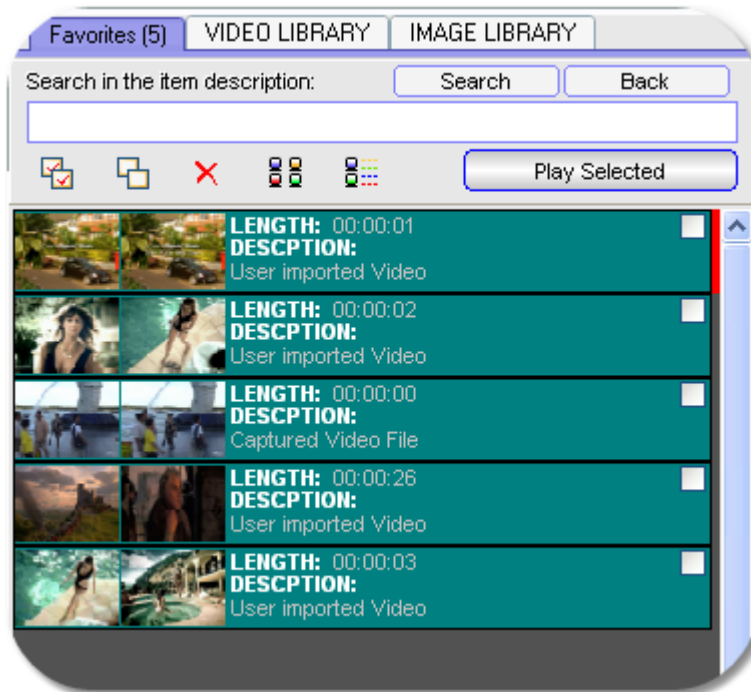 Favorites (5) VIDEO LIBRARY IMAGE LIBRARY
Search in the item description: Search Back
Play Selected
LENGTH: 00:00:01
DESCPTION:
User imported Video
LENGTH: 00:00:02
DESCPTION:
User imported Video
LENGTH: 00:00:00
DESCPTION:
Captured Video File
LENGTH: 00:00:26
DESCPTION:
User imported Video
LENGTH: 00:00:03
DESCPTION:
User imported Video